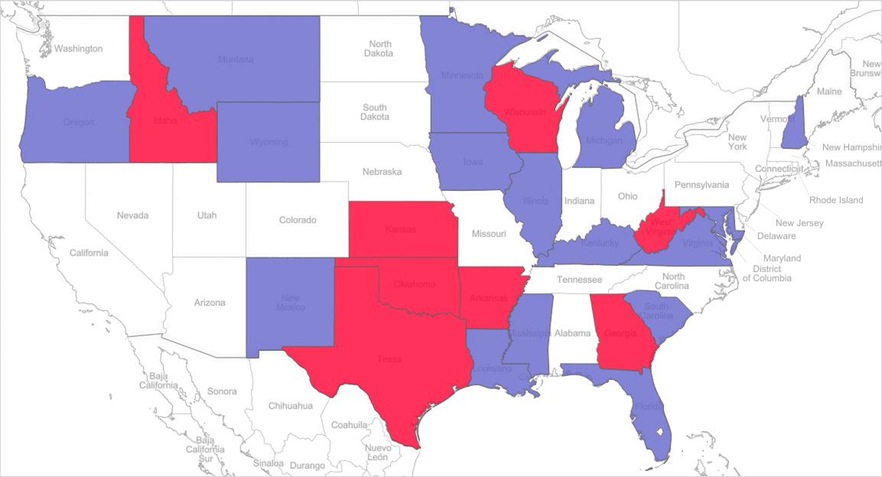 Washington
Montana
North
Dakota
Minnesota
Maine
New
Brunsw
Oregon
Idaho
Wyoming
South
Dakota
Wisconsin
Michigan
Vermont
New
York
New Hampshire
Massachusett
Connecticut
Rhode Island
Nebraska
Iowa
Illinois
Indiana
Ohio
Pennsylvania
New Jersey
Delaware
Maryland
District
of Columbia
Nevada
Utah
Colorado
Kansas
Missouri
Kentucky
West
Virginia
Virginia
California
Arizona
New
Mexico
Oklahoma
Arkansas
Tennessee
North
Carolina
South
Carolina
Texas
Louisiana
Mississippi
Alabama
Georgia
Florida
Baja
California
Sonora
Chihuahua
Coahuila
Baja
California
Sur
Sinaloa
Durango
Nuevo
León